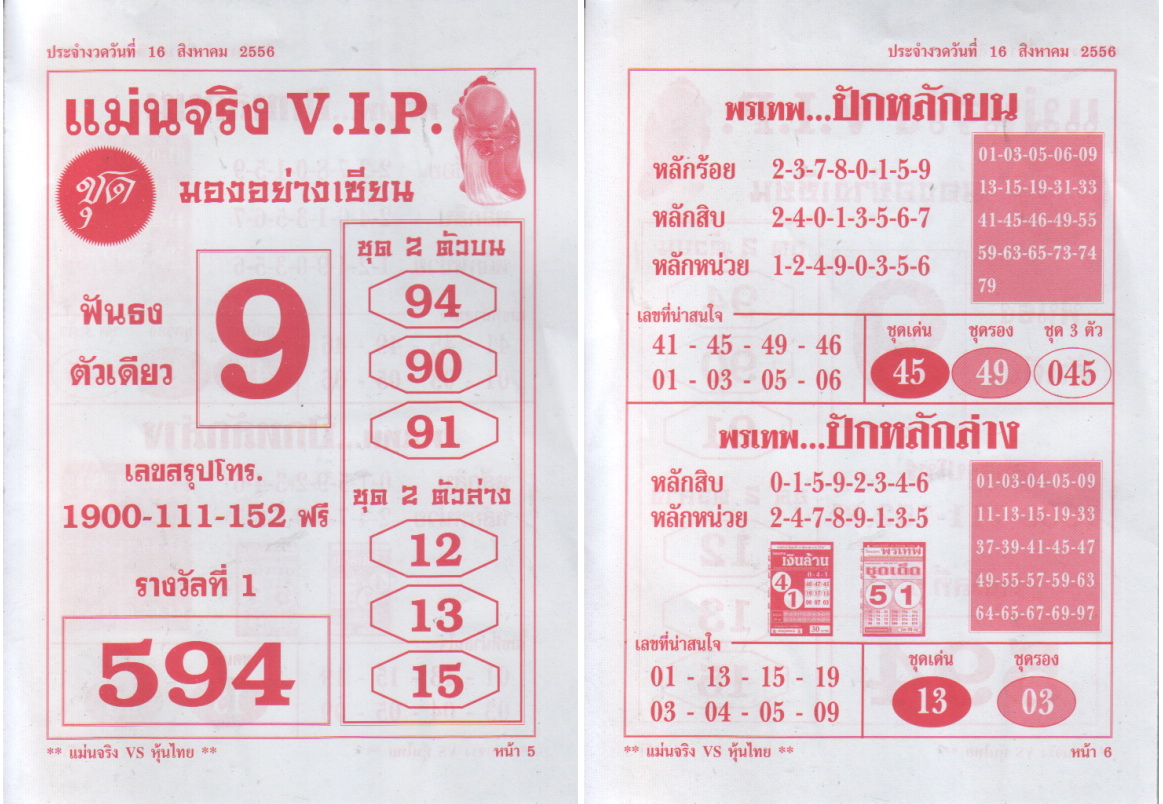 ประจำงวดวันที่ 16 สิงหาคม 2556
แม่นจริง V.I.P.
ชุด
มองอย่างเซียน
ฟันธง
ตัวเดียว
9
ชุด 2 ตัวบน
94
90
91
เลขสรุปโทร.
1900-111-152 ฟรี
ชุด 2 ตัวล่าง
12
13
15
รางวัลที่ 1
594
** แม่นจริง VS หุ้นไทย **
หน้า 5
ประจำงวดวันที่ 16 สิงหาคม 2556
พรเทพ...ปักหลักบน
หลักร้อย 2-3-7-8-0-1-5-9
หลักสิบ 2-4-0-1-3-5-6-7
หลักหน่วย 1-2-4-9-0-3-5-6
01-03-05-06-09
13-15-19-31-33
41-45-46-49-55
59-63-65-73-74
79
เลขที่น่าสนใจ
41 - 45 - 49 - 46
01 - 03 - 05 - 06
ชุดเด่น ชุดรอง ชุด 3 ตัว
45 49 045
พรเทพ...ปักหลักล่าง
หลักสิบ 0-1-5-9-2-3-4-6
หลักหน่วย 2-4-7-8-9-1-3-5
01-03-04-05-09
11-13-15-19-33
37-39-41-45-47
49-55-57-59-63
64-65-67-69-97
เงินล้าน
4
1
พรเทพ
ชุดเด็ด
5 1
เลขที่น่าสนใจ
01 - 13 - 15 - 19
03 - 04 - 05 - 09
ชุดเด่น ชุดรอง
13 03
** แม่นจริง VS หุ้นไทย **
หน้า 6